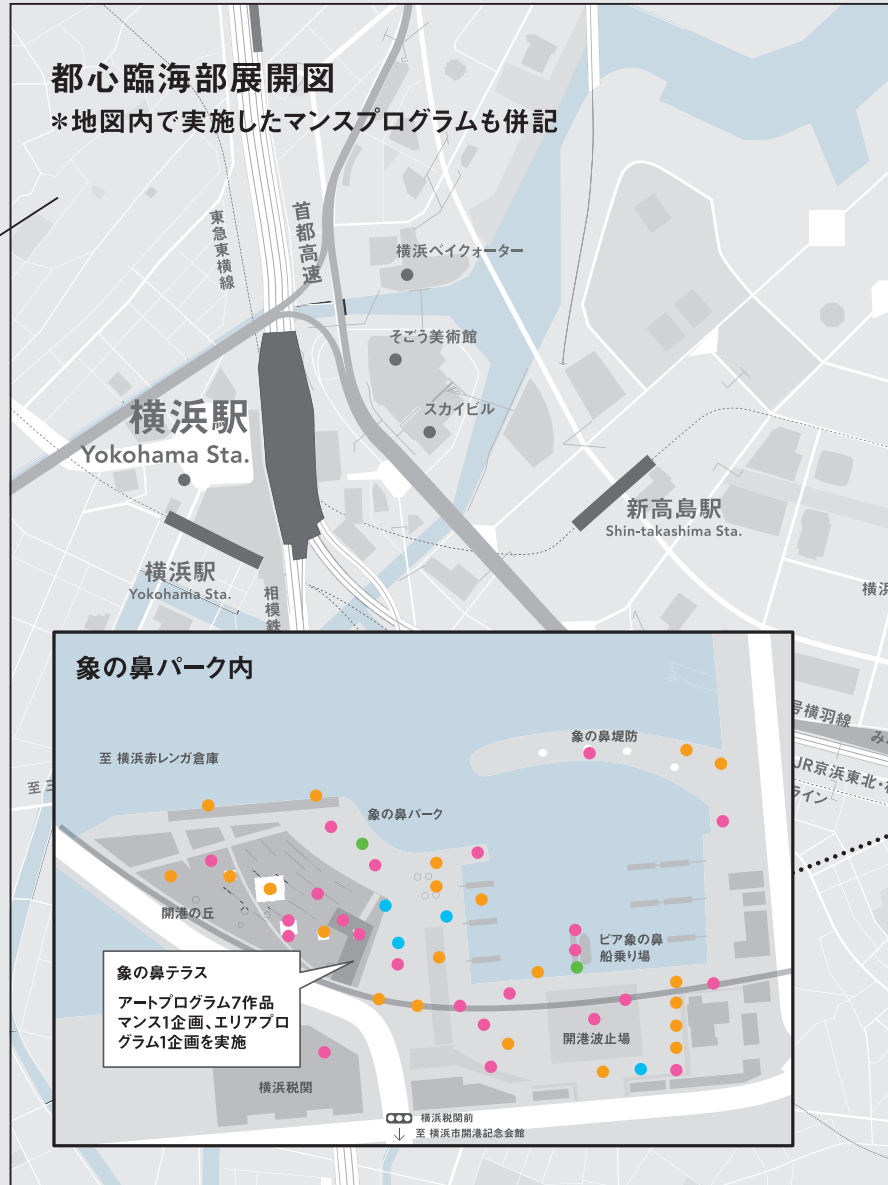 都心臨海部展開図
＊地図内で実施したマンスプログラムも併記
東急東横線
首都高速
横浜ベイクォーター
そごう美術館
スカイビル
横浜駅
Yokohama Sta.
新高島駅
Shin-takashima Sta.
横浜駅
Yokohama Sta.
相模鉄
横浜
号横羽線
み
JR京浜東北・
ライン
至 三
象の鼻パーク内
至 横浜赤レンガ倉庫
象の鼻堤防
象の鼻パーク
開港の丘
ピア象の鼻
船乗り場
象の鼻テラス
アートプログラム7作品
マンス1企画、エリアプロ
グラム1企画を実施
開港波止場
横浜税関
横浜税関前
至 横浜市開港記念会館